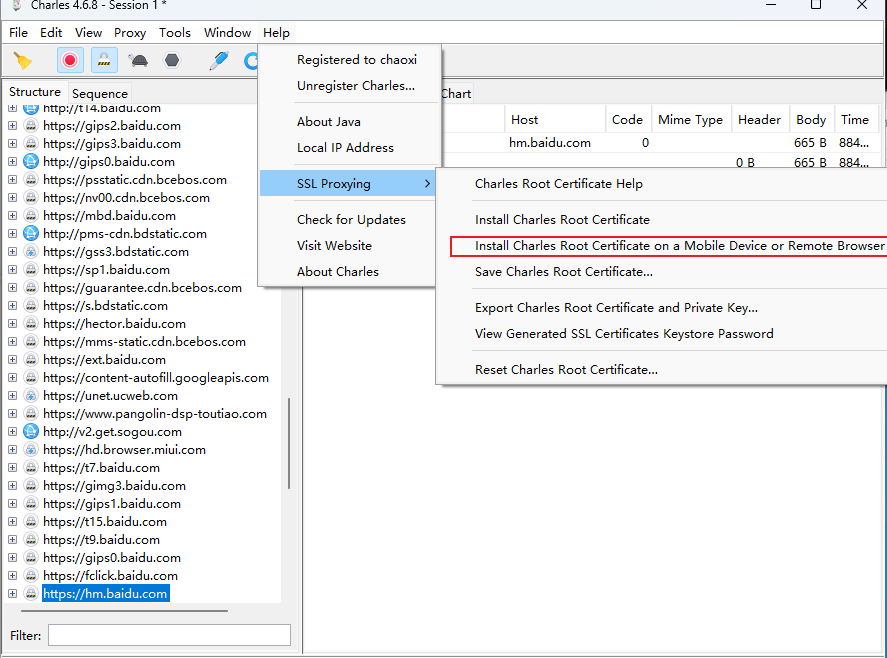 Charles 4.6.8 - Session 1 *
File Edit View Proxy Tools Window Help
Registered to chaoxi
Unregister Charles...
About Java
Local IP Address
SSL Proxying
Check for Updates
Visit Website
About Charles
Charles Root Certificate Help
Install Charles Root Certificate
Install Charles Root Certificate on a Mobile Device or Remote Browser
Save Charles Root Certificate...
Export Charles Root Certificate and Private Key...
View Generated SSL Certificates Keystore Password
Reset Charles Root Certificate...
Structure Sequence
Chart
Host Code Mime Type Header Body Time
hm.baidu.com 0 665 B 884...
0 B 665 B 884...
http://t14.baidu.com
https://gips2.baidu.com
https://gips3.baidu.com
http://gips0.baidu.com
https://psstatic.cdn.bcebos.com
https://nv00.cdn.bcebos.com
https://mbd.baidu.com
http://pms-cdn.bdstatic.com
https://gss3.bdstatic.com
https://sp1.baidu.com
https://guarantee.cdn.bcebos.com
https://s.bdstatic.com
https://hector.baidu.com
https://mms-static.cdn.bcebos.com
https://ext.baidu.com
https://content-autofill.googleapis.com
https://unet.ucweb.com
https://www.pangolin-dsp-toutiao.com
http://v2.get.sogou.com
https://hd.browser.miui.com
https://t7.baidu.com
https://gimg3.baidu.com
https://gips1.baidu.com
https://t15.baidu.com
https://t9.baidu.com
https://gips0.baidu.com
https://fclick.baidu.com
https://hm.baidu.com
Filter: